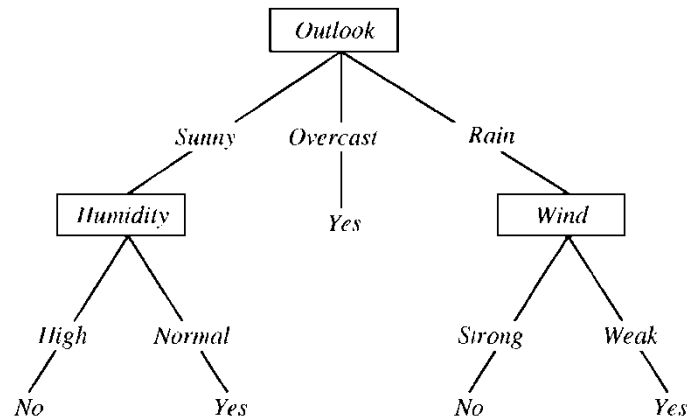 Outlook
Sunny Overcast Rain
Humidity Yes Wind
High Normal Strong Weak
No Yes No Yes